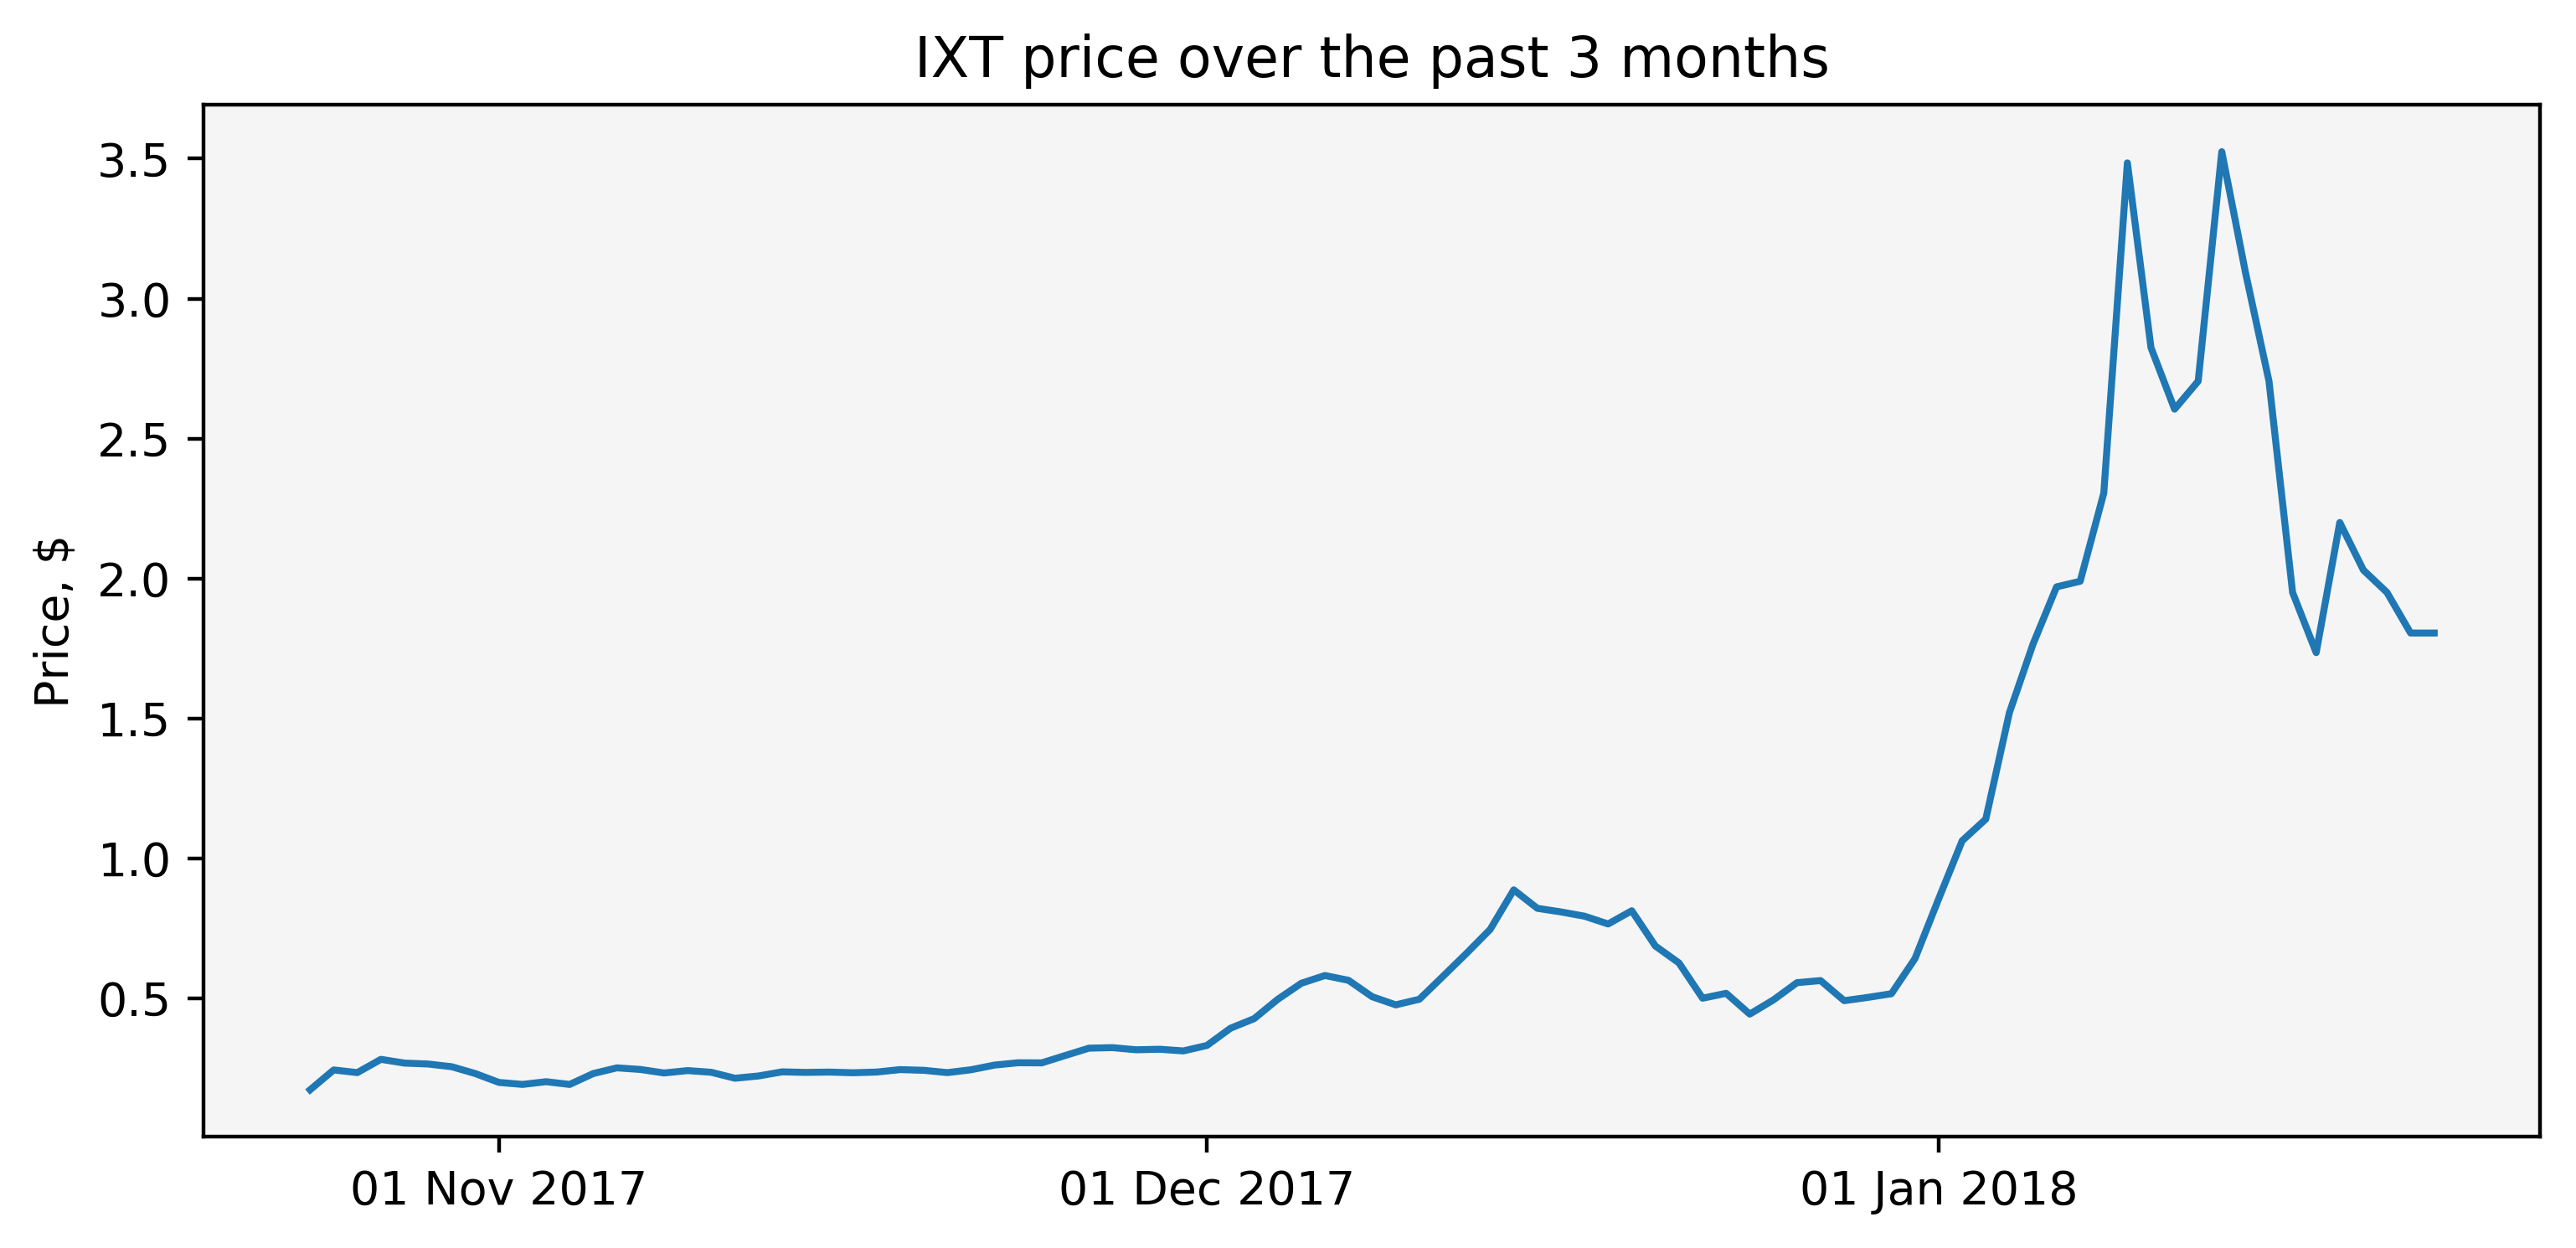 IXT price over the past 3 months
Price, $
3.5
3.0
2.5
2.0
1.5
1.0
0.5
01 Nov 2017
01 Dec 2017
01 Jan 2018